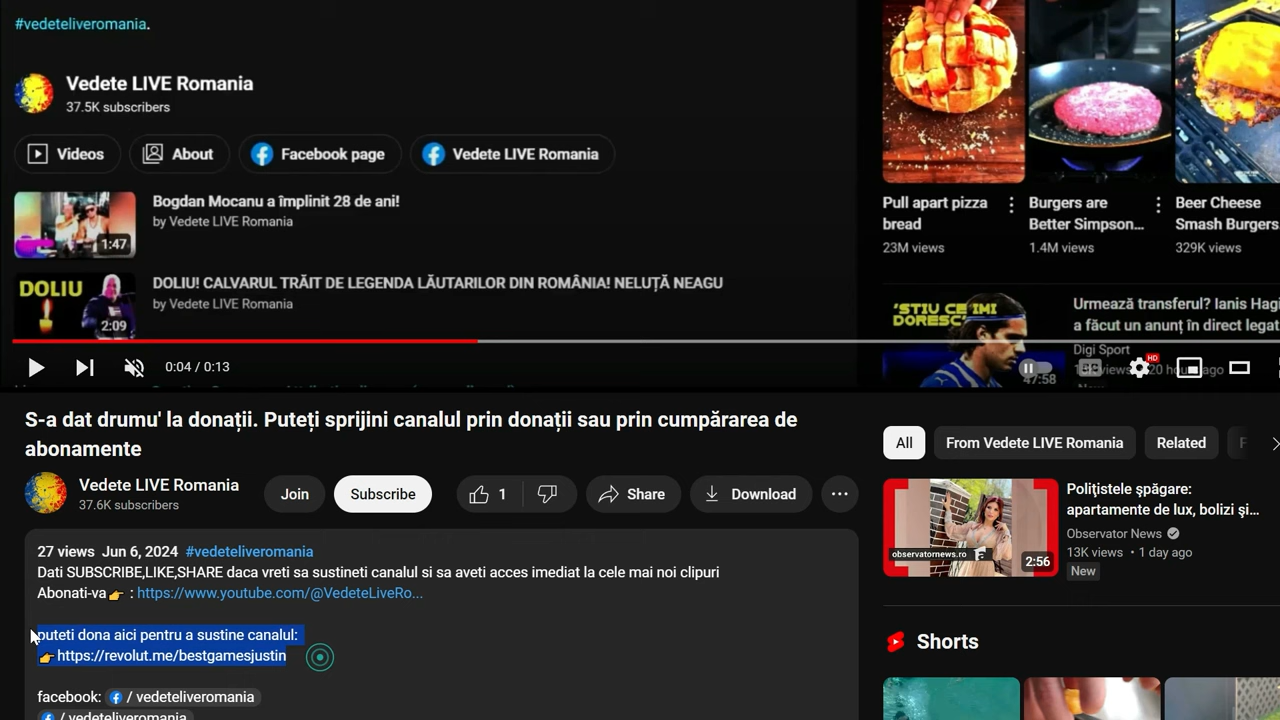 #vedeteliveromania.
Vedete LIVE Romania
37.5K subscribers
Videos
About
Facebook page
Vedete LIVE Romania
Bogdan Mocanu a împlinit 28 de ani!
by Vedete LIVE Romania
1:47
DOLIU! CALVARUL TRĂIT DE LEGENDA LĂUTARILOR DIN ROMÂNIA! NELUȚĂ NEAGU
by Vedete LIVE Romania
DOLIU
2:09
0:04 / 0:13
HD
Pull apart pizza
bread
23M views
Burgers are
Better Simpson...
1.4M views
Beer Cheese
Smash Burgers
329K views
'STIU CE IMI
DORESC'
47:58
Urmează transferul? Ianis Hagi
a făcut un anunț în direct legat
Digi Sport
S-a dat drumu' la donații. Puteți sprijini canalul prin donații sau prin cumpărarea de
abonamente
Vedete LIVE Romania
37.6K subscribers
Join
Subscribe
1
Share
Download
27 views Jun 6, 2024 #vedeteliveromania
Dati SUBSCRIBE,LIKE,SHARE daca vreti sa sustineti canalul si sa aveti acces imediat la cele mai noi clipuri
Abonati-va👉 : https://www.youtube.com/@VedeteLiveRo...
puteti dona aici pentru a sustine canalul:
👉https://revolut.me/bestgamesjustin
facebook: / vedeteliveromania
/ vedeteliveromania
All
From Vedete LIVE Romania
Related
observatornews.ro
2:56
Polițistele șpăgare:
apartamente de lux, bolizi și...
Observator News
13K views • 1 day ago
New
Shorts